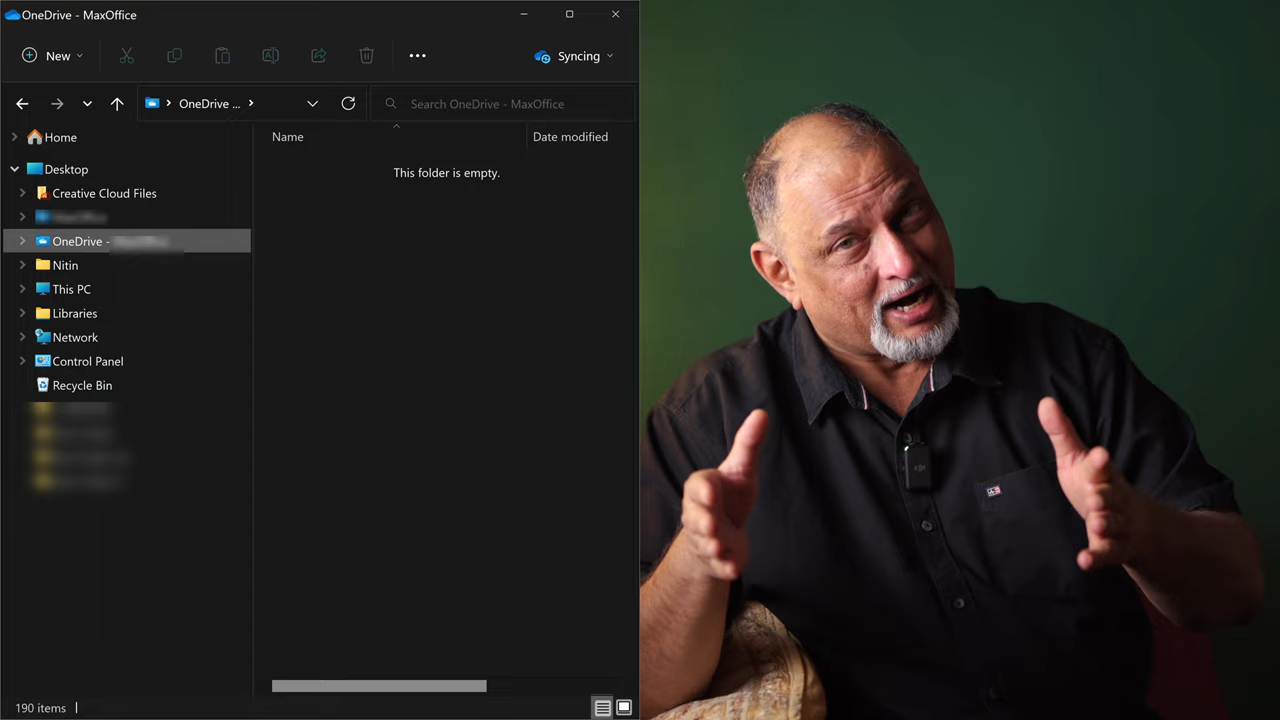 OneDrive - MaxOffice
New
Syncing
OneDrive ...
Search OneDrive - MaxOffice
Home
Name
Date modified
Desktop
This folder is empty.
Creative Cloud Files
OneDrive -
Nitin
This PC
Libraries
Network
Control Panel
Recycle Bin
190 items